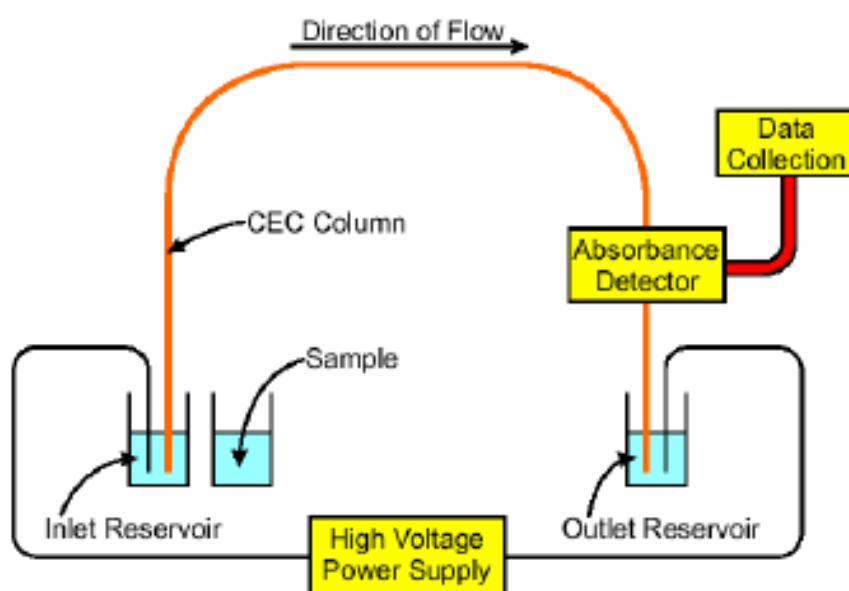 Direction of Flow
Data
Collection
CEC Column
Absorbance
Detector
Sample
Inlet Reservoir
Outlet Reservoir
High Voltage
Power Supply